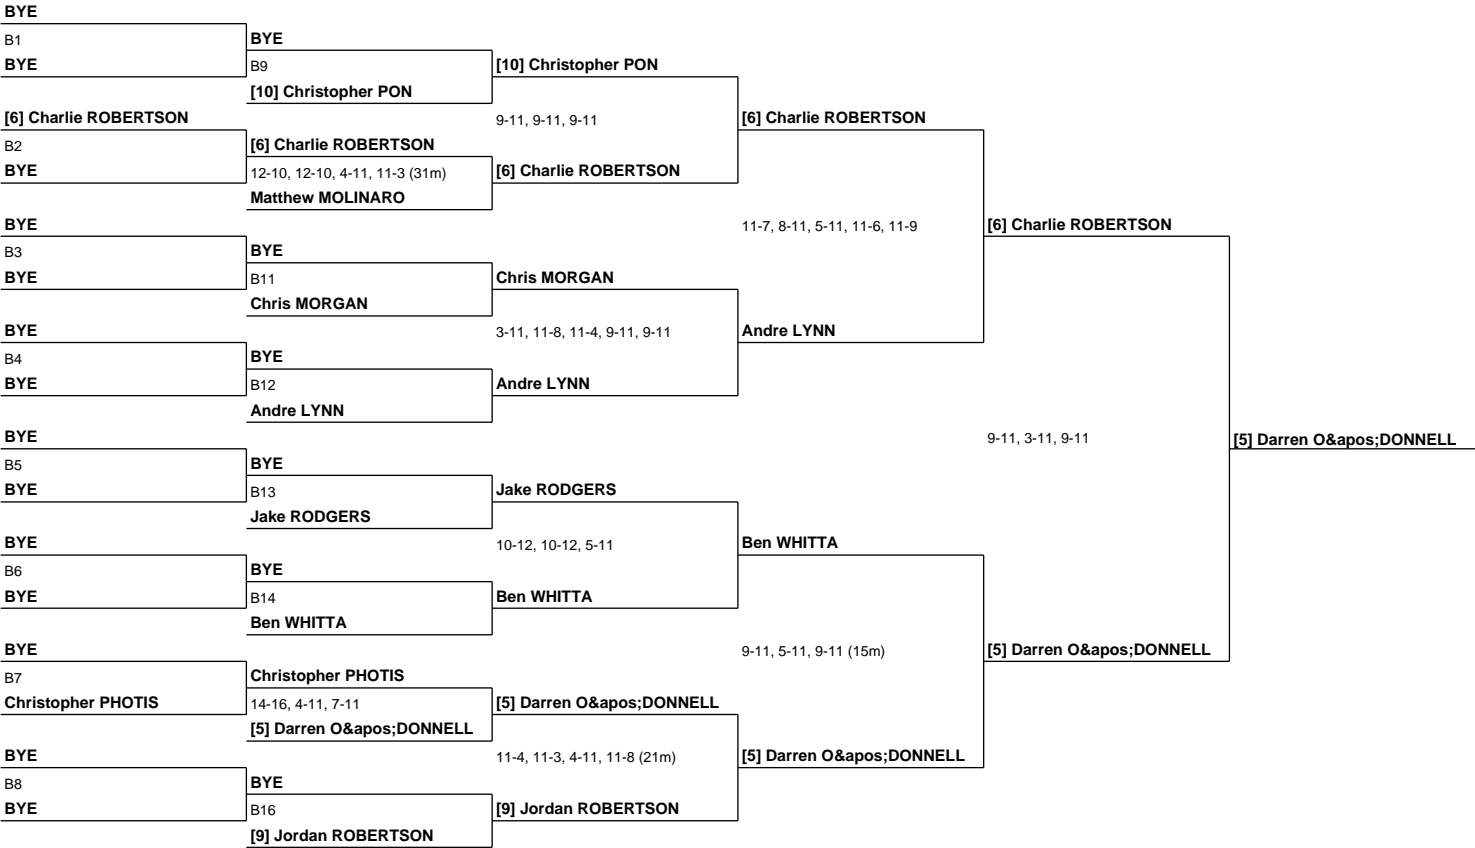 BYE
B1
BYE
[6] Charlie ROBERTSON
B2
BYE
BYE
B3
BYE
BYE
B4
BYE
BYE
B5
BYE
BYE
B6
BYE
BYE
B7
Christopher PHOTIS
BYE
B8
BYE
BYE
B9
[10] Christopher PON
[6] Charlie ROBERTSON
12-10, 12-10, 4-11, 11-3 (31m)
Matthew MOLINARO
BYE
B11
Chris MORGAN
BYE
B12
Andre LYNN
BYE
B13
Jake RODGERS
BYE
B14
Ben WHITTA
Christopher PHOTIS
14-16, 4-11, 7-11
[5] Darren O&apos;DONNELL
BYE
B16
[9] Jordan ROBERTSON
[10] Christopher PON
9-11, 9-11, 9-11
[6] Charlie ROBERTSON
Chris MORGAN
3-11, 11-8, 11-4, 9-11, 9-11
Andre LYNN
Jake RODGERS
10-12, 10-12, 5-11
Ben WHITTA
[5] Darren O&apos;DONNELL
11-4, 11-3, 4-11, 11-8 (21m)
[9] Jordan ROBERTSON
[6] Charlie ROBERTSON
11-7, 8-11, 5-11, 11-6, 11-9
Andre LYNN
Ben WHITTA
9-11, 5-11, 9-11 (15m)
[5] Darren O&apos;DONNELL
[6] Charlie ROBERTSON
9-11, 3-11, 9-11
[5] Darren O&apos;DONNELL
[5] Darren O&apos;DONNELL